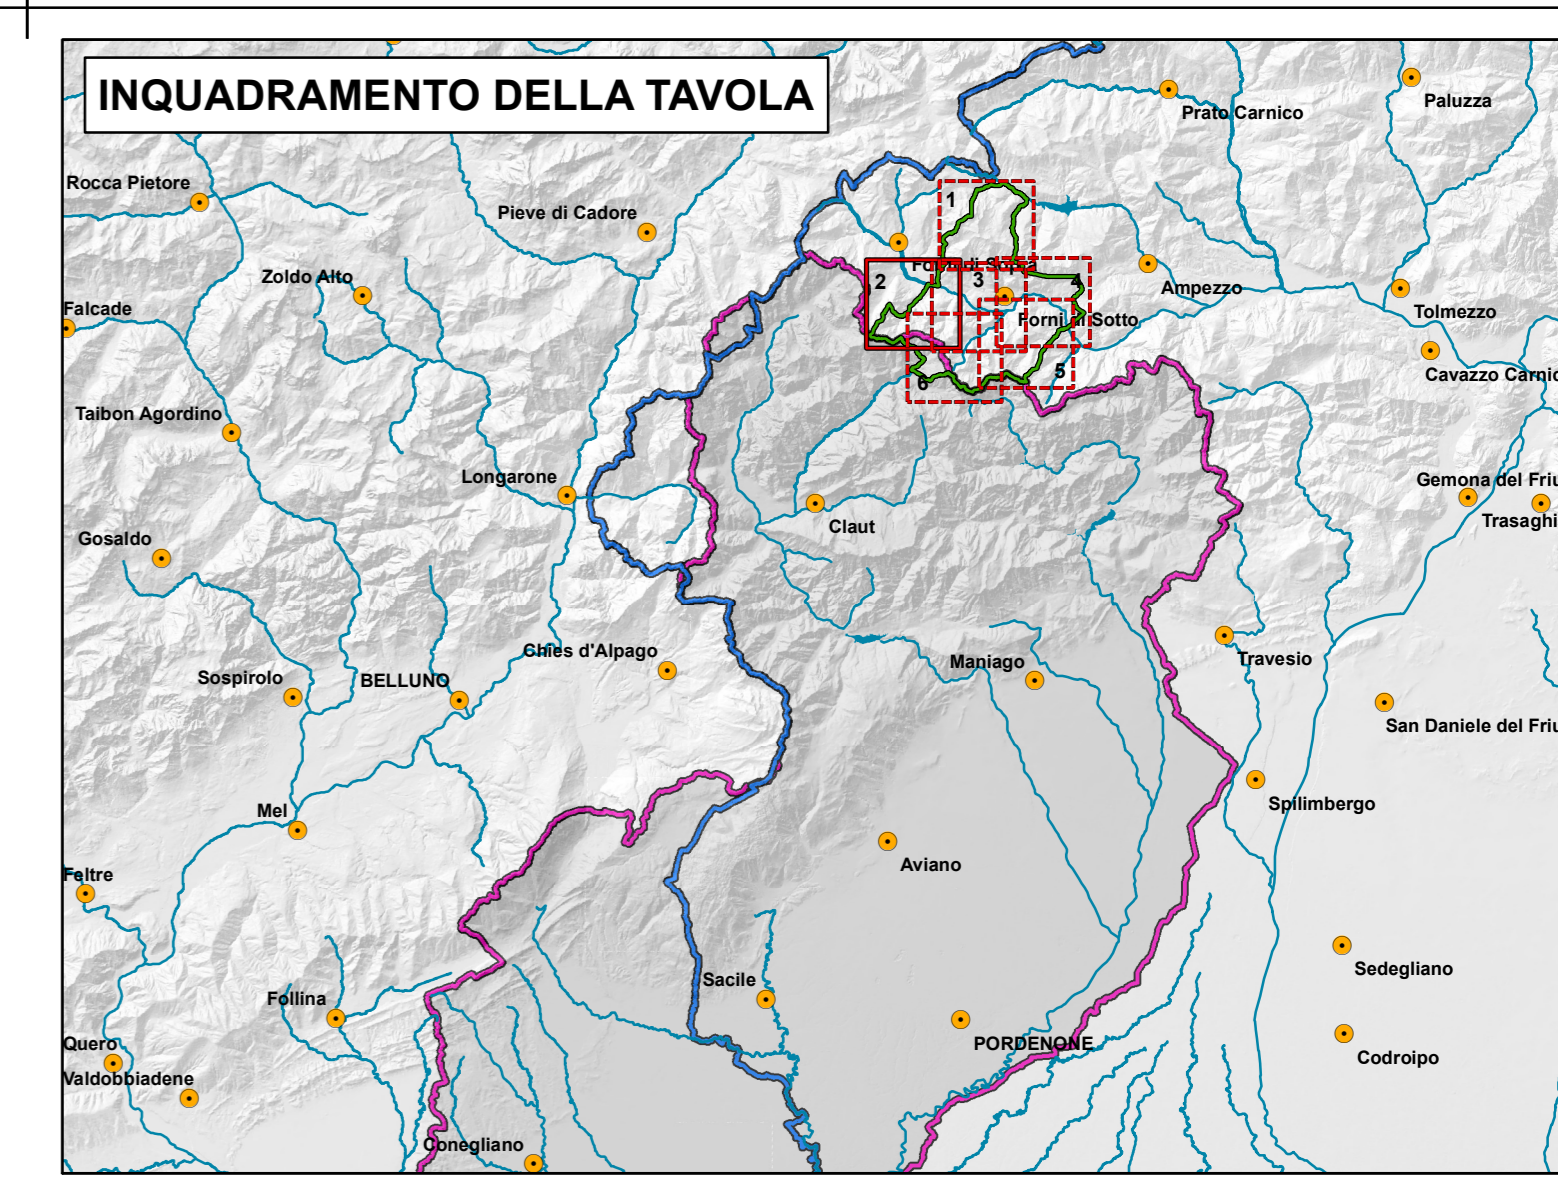 INQUADRAMENTO DELLA TAVOLA
Paluzza
Prato Carnico
Rocca Pietore
1
Pieve di Cadore
Forni di Sopra
Zoldo Alto
2
3
4
Ampezzo
Falcade
Tolmezzo
Forni di Sotto
5
Cavazzo Carnic
6
Taibon Agordino
Longarone
Gemona del Friu
Trasaghi
Claut
Gosaldo
Chies d'Alpago
Maniago
Travesio
Sospirolo
BELLUNO
San Daniele del Friu
Mel
Spilimbergo
Aviano
Feltre
Sedegliano
Sacile
Follina
Quero
PORDENONE
Codroipo
Valdobbiadene
Conegliano